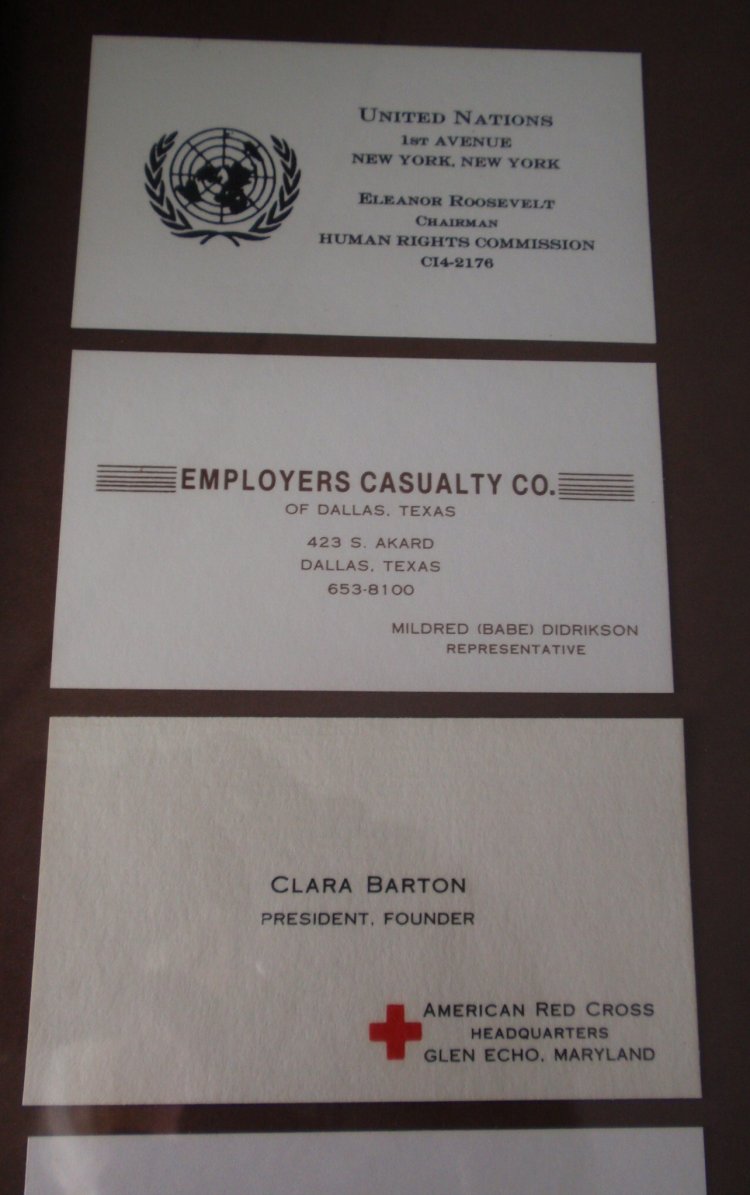 UNITED NATIONS
1ST AVENUE
NEW YORK, NEW YORK
ELEANOR ROOSEVELT
CHAIRMAN
HUMAN RIGHTS COMMISSION
CI4-2176
EMPLOYERS CASUALTY CO.
OF DALLAS, TEXAS
423 S. AKARD
DALLAS, TEXAS
653-8100
MILDRED (BABE) DIDRIKSON
REPRESENTATIVE
CLARA BARTON
PRESIDENT, FOUNDER
AMERICAN RED CROSS
HEADQUARTERS
GLEN ECHO, MARYLAND